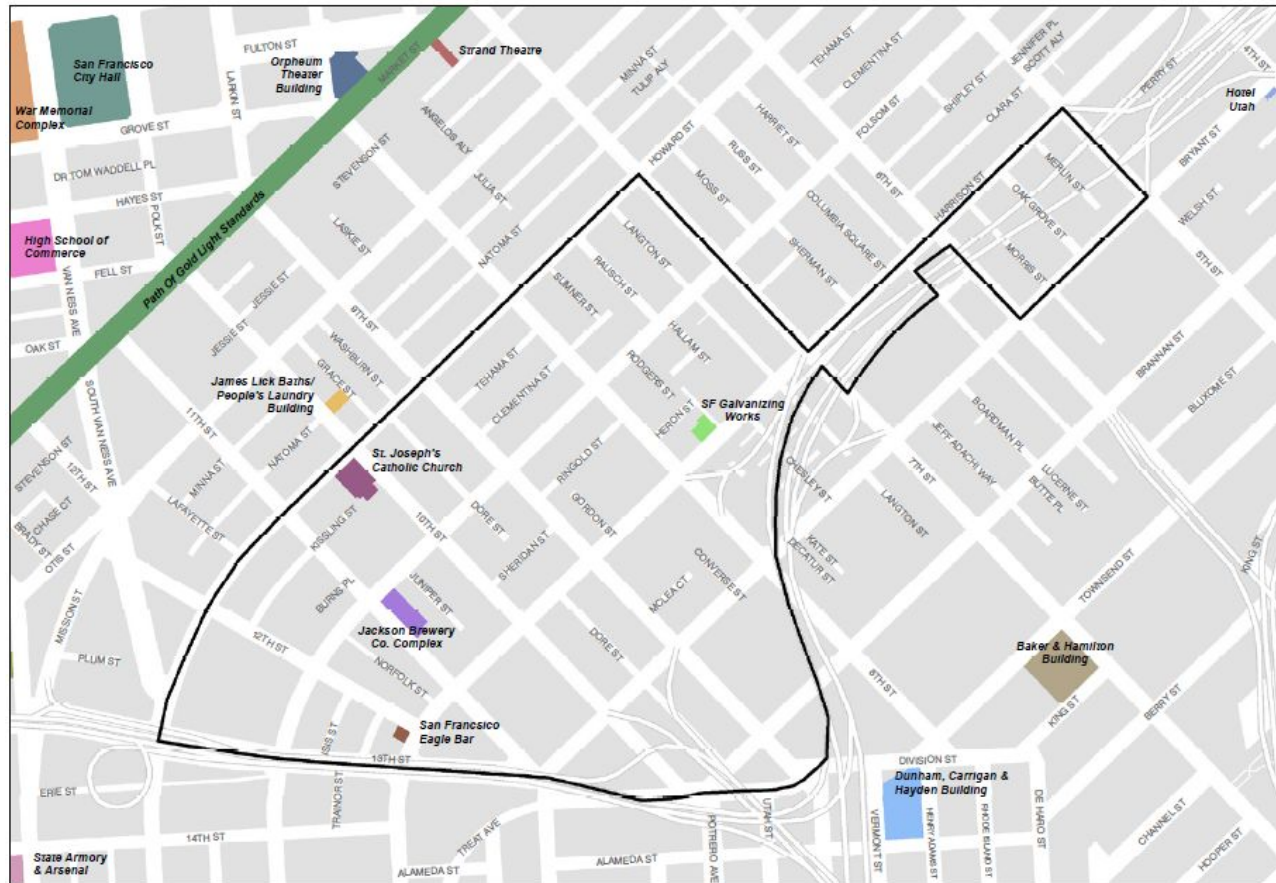 FULTON ST
Strand Theatre
San Francisco
City Hall
Orpheum
Theater
Building
LARKIN ST
MARKET ST
MINNA ST
TULIP ALY
TEHAMA ST
CLEMENTINA ST
JENNIFER PL
SCOTT ALY
4TH ST
PERRY ST
Hotel
Utah
War Memorial
Complex
GROVE ST
ANGELOS ALY
SHIPLEY ST
CLARA ST
FOLSOM ST
HARRIET ST
HOWARD ST
RUSS ST
BRYANT ST
DR TOM WADDELL PL
STEVENSON ST
JULIA ST
MOSS ST
6TH ST
MERLIN ST
HAYES ST
POLK ST
HARRISON ST
OAK GROVE ST
WELSH ST
High School of
Commerce
Path Of Gold Light Standards
LASKIE ST
NATOMA ST
LANGTON ST
COLUMBIA SQUARE ST
SHERMAN ST
MORRIS ST
5TH ST
VAN NESS AVE
FELL ST
RAUSCH ST
SUMNER ST
JESSIE ST
JESSIE ST
OAK ST
9TH ST
WASHBURN ST
GRACE ST
TEHAMA ST
CLEMENTINA ST
HALLAM ST
RODGERS ST
BRANNAN ST
BLUXOME ST
James Lick Baths/
People's Laundry
Building
SOUTH VAN NESS AVE
11TH ST
HERON ST
SF Galvanizing
Works
BOARDMAN PL
JEFF ADACHI WAY
STEVENSON ST
12TH ST
MINNA ST
NATOMA ST
St. Joseph's
Catholic Church
RINGOLD ST
CHESLEY ST
7TH ST
LUCERNE ST
BUTTE PL
CHASE CT
BRADY ST
OTIS ST
LAFAYETTE ST
KISSLING ST
10TH ST
DORE ST
GORDON ST
LANGTON ST
SHERIDAN ST
KATE ST
DECATUR ST
KING ST
MISSION ST
BURNS PL
JUNIPER ST
CONVERSE ST
MCLEA CT
TOWNSEND ST
Jackson Brewery
Co. Complex
12TH ST
DORE ST
PLUM ST
NORFOLK ST
8TH ST
Baker & Hamilton
Building
KING ST
BERRY ST
San Francsico
Eagle Bar
ISIS ST
13TH ST
DIVISION ST
ERIE ST
TRAINOR ST
Dunham, Carrigan &
Hayden Building
14TH ST
TREAT AVE
POTRERO AVE
UTAH ST
VERMONT ST
HENRY ADAMS ST
RHODE ISLAND ST
DE HARO ST
CHANNEL ST
HOOPER ST
State Armory
& Arsenal
ALAMEDA ST
ALAMEDA ST